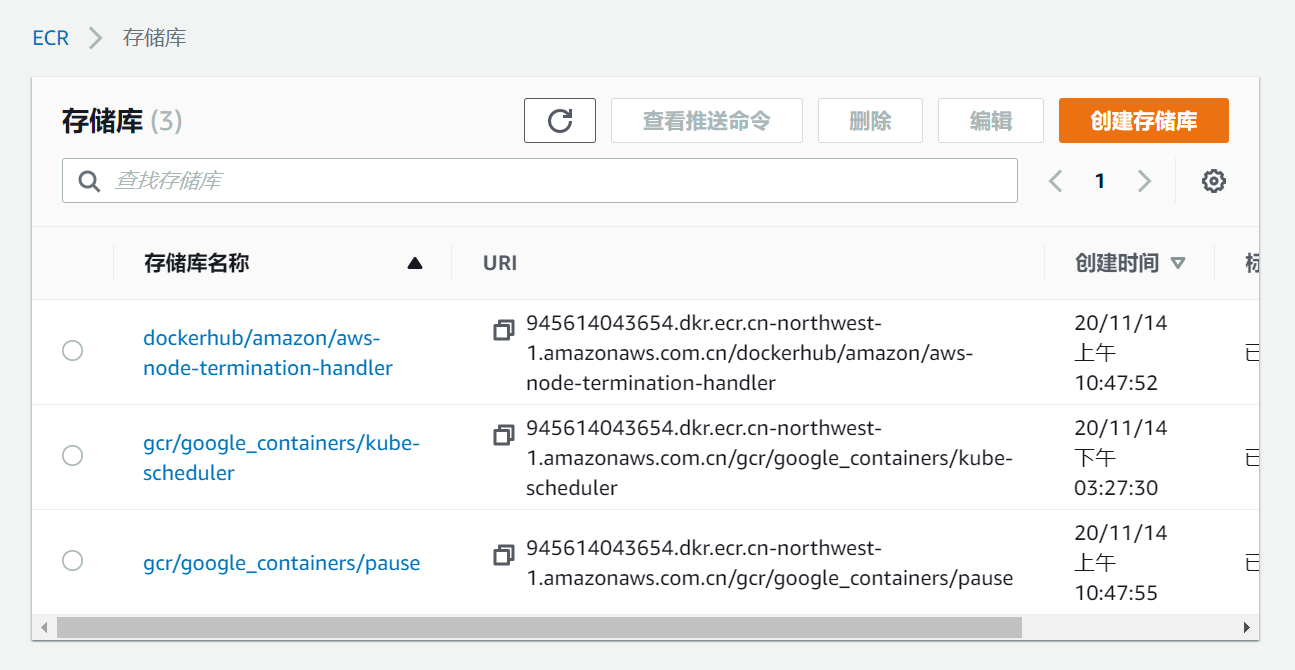 ECR > 存储库
存储库 (3)
查看推送命令
删除
编辑
创建存储库
查找存储库
1
存储库名称
URI
创建时间
dockerhub/amazon/aws-
node-termination-handler
945614043654.dkr.ecr.cn-northwest-
1.amazonaws.com.cn/dockerhub/amazon/aws-
node-termination-handler
20/11/14
上午
10:47:52
gcr/google_containers/kube-
scheduler
945614043654.dkr.ecr.cn-northwest-
1.amazonaws.com.cn/gcr/google_containers/kube-
scheduler
20/11/14
下午
03:27:30
gcr/google_containers/pause
945614043654.dkr.ecr.cn-northwest-
1.amazonaws.com.cn/gcr/google_containers/pause
20/11/14
上午
10:47:55